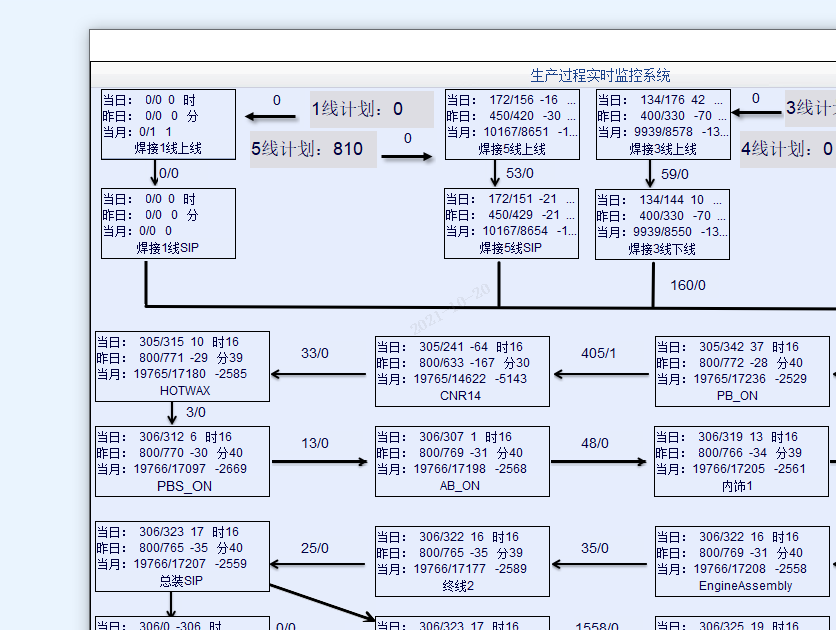 生产过程实时监控系统
当日： 0/0 0 时
昨日： 0/0 0 分
当月：0/1 1
焊接1线上线
0
1线计划：0
5线计划：810
0
当日： 172/156 -16 ...
昨日： 450/420 -30 ...
当月：10167/8651 -1...
焊接5线上线
当日： 134/176 42 ...
昨日： 400/330 -70 ...
当月：9939/8578 -13...
焊接3线上线
0
3线计
4线计划：0
0/0
53/0
59/0
当日： 0/0 0 时
昨日： 0/0 0 分
当月：0/0 0
焊接1线SIP
当日： 172/151 -21 ...
昨日： 450/429 -21 ...
当月：10167/8654 -1...
焊接5线SIP
当日： 134/144 10 ...
昨日： 400/330 -70 ...
当月：9939/8550 -13...
焊接3线下线
160/0
2021-10-20
当日： 305/315 10 时16
昨日： 800/771 -29 分39
当月：19765/17180 -2585
HOTWAX
33/0
当日： 305/241 -64 时16
昨日： 800/633 -167 分30
当月：19765/14622 -5143
CNR14
405/1
当日： 305/342 37 时16
昨日： 800/772 -28 分40
当月：19765/17236 -2529
PB_ON
3/0
当日： 306/312 6 时16
昨日： 800/770 -30 分40
当月：19766/17097 -2669
PBS_ON
13/0
当日： 306/307 1 时16
昨日： 800/769 -31 分40
当月：19766/17198 -2568
AB_ON
48/0
当日： 306/319 13 时16
昨日： 800/766 -34 分39
当月：19766/17205 -2561
内饰1
当日： 306/323 17 时16
昨日： 800/765 -35 分40
当月：19766/17207 -2559
总装SIP
25/0
当日： 306/322 16 时16
昨日： 800/765 -35 分39
当月：19766/17177 -2589
终线2
35/0
当日： 306/322 16 时16
昨日： 800/769 -31 分40
当月：19766/17208 -2558
EngineAssembly
当日： 306/0 -306 时
0/0
当日： 306/323 17 时16
1558/0
当日： 306/325 19 时16